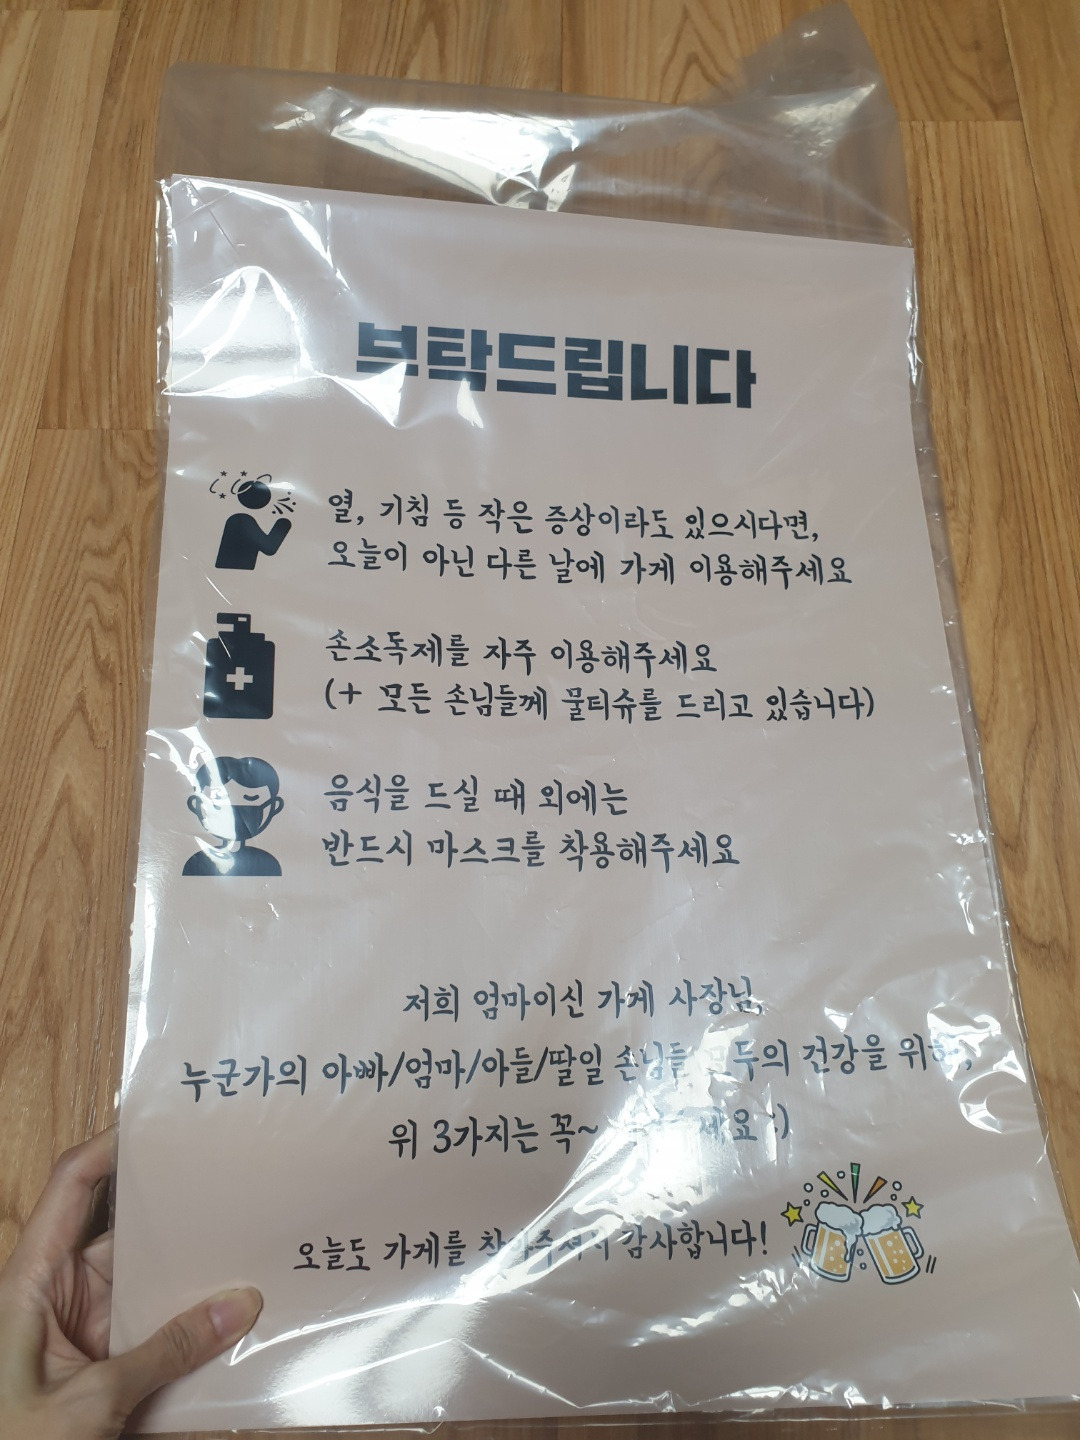 부탁드립니다
열, 기침 등 작은 증상이라도 있으시다면,
오늘이 아닌 다른 날에 가게 이용해주세요
손소독제를 자주 이용해주세요
(+ 모든 손님들께 물티슈를 드리고 있습니다)
음식을 드실 때 외에는
반드시 마스크를 착용해주세요
저희 엄마이신 가게 사장님,
누군가의 아빠/엄마/아들/딸일 손님들 모두의 건강을 위해,
위 3가지는 꼭~ :)
오늘도 가게를 찾아주셔서 감사합니다!